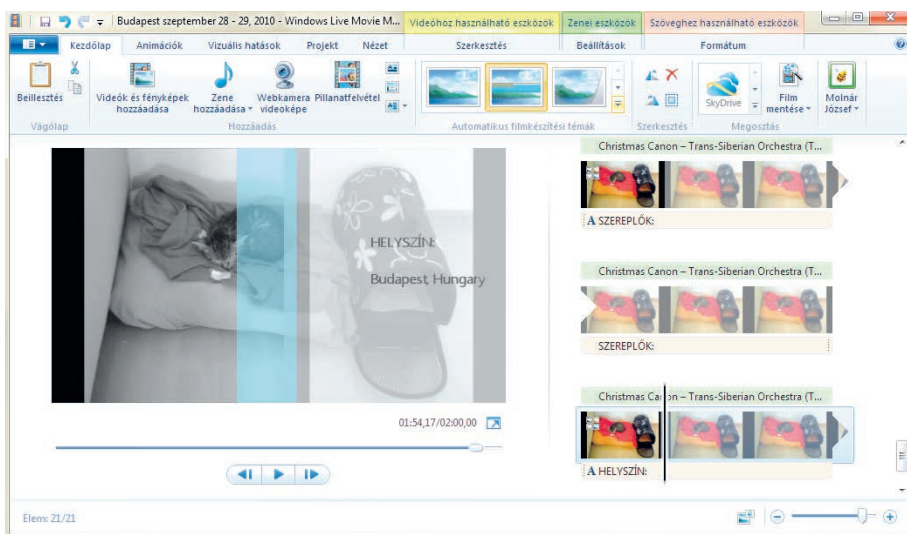 Budapest szeptember 28 - 29, 2010 - Windows Live Movie M...
Videóhoz használható eszközök
Zenei eszközök
Szöveghez használható eszközök
Kezdőlap
Animációk
Vizuális hatások
Projekt
Nézet
Szerkesztés
Beállítások
Formátum
Beillesztés
Videók és fényképek hozzáadása
Zene hozzáadása
Webkamera videoképe
Pillanatfelvétel
SkyDrive
Film mentése
Molnár József
Vágólap
Hozzáadás
Automatikus filmkészítési témák
Szerkesztés
Megosztás
HELYSZÍN:
Budapest, Hungary
01:54,17/02:00,00
Christmas Canon – Trans-Siberian Orchestra (T...
A SZEREPLŐK:
Christmas Canon – Trans-Siberian Orchestra (T...
SZEREPLŐK:
Christmas Canon – Trans-Siberian Orchestra (T...
A HELYSZÍN:
Elem: 21/21